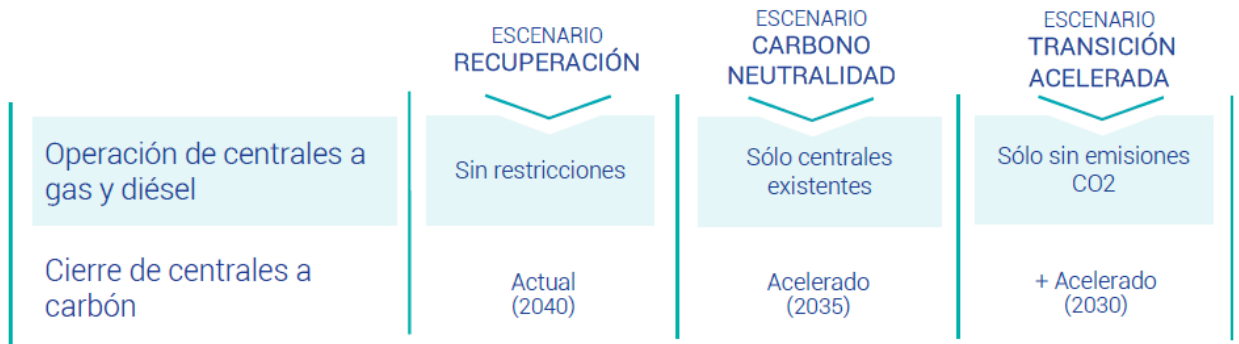 ESCENARIO
RECUPERACIÓN
ESCENARIO
CARBONO
NEUTRALIDAD
ESCENARIO
TRANSICIÓN
ACELERADA
Operación de centrales a
gas y diésel
Sin restricciones
Sólo centrales
existentes
Sólo sin emisiones
CO2
Cierre de centrales a
carbón
Actual
(2040)
Acelerado
(2035)
+ Acelerado
(2030)